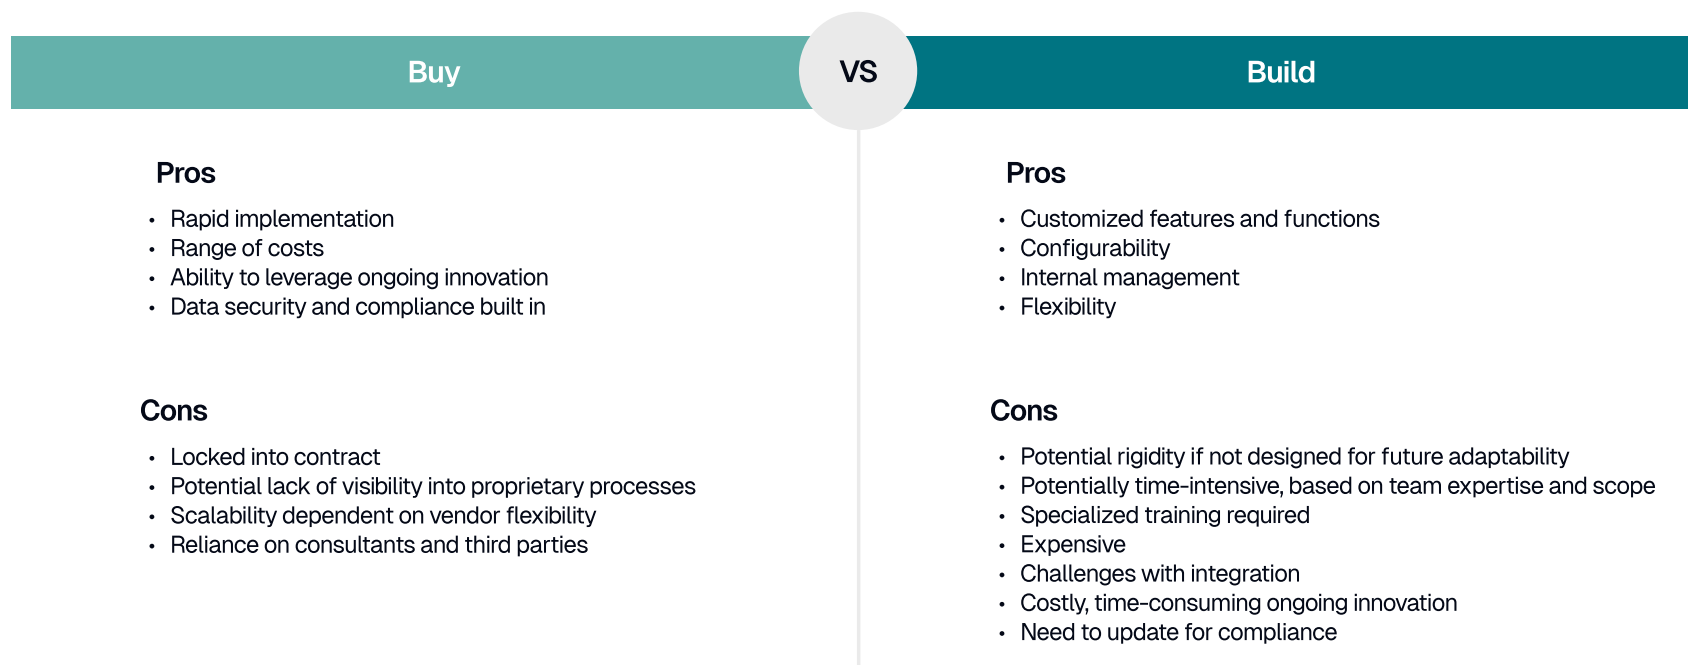 Buy
VS
Build
Pros
• Rapid implementation
• Range of costs
• Ability to leverage ongoing innovation
• Data security and compliance built in
Cons
• Locked into contract
• Potential lack of visibility into proprietary processes
• Scalability dependent on vendor flexibility
• Reliance on consultants and third parties
Pros
• Customized features and functions
• Configurability
• Internal management
• Flexibility
Cons
• Potential rigidity if not designed for future adaptability
• Potentially time-intensive, based on team expertise and scope
• Specialized training required
• Expensive
• Challenges with integration
• Costly, time-consuming ongoing innovation
• Need to update for compliance